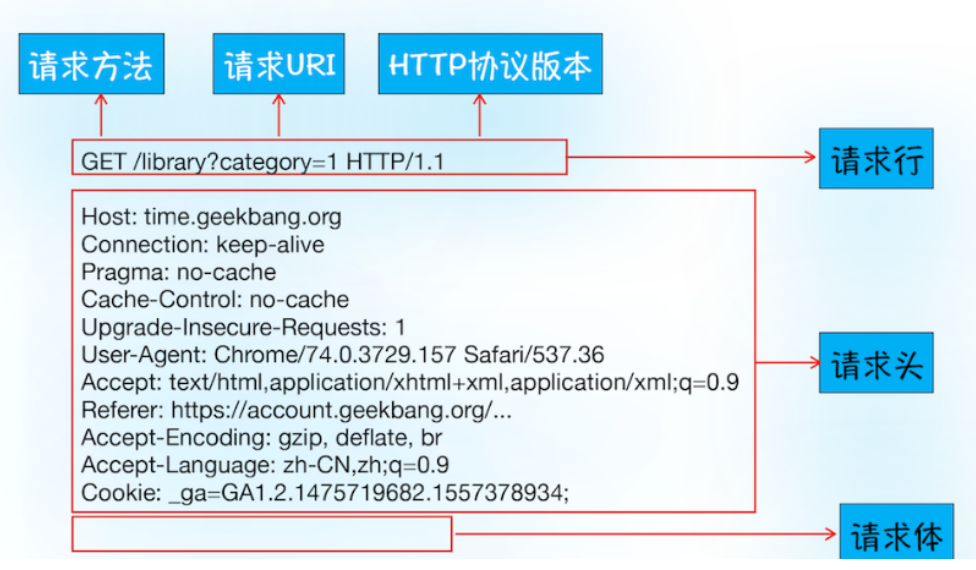 请求方法 请求URI HTTP协议版本
GET /library?category=1 HTTP/1.1
请求行
Host: time.geekbang.org
Connection: keep-alive
Pragma: no-cache
Cache-Control: no-cache
Upgrade-Insecure-Requests: 1
User-Agent: Chrome/74.0.3729.157 Safari/537.36
Accept: text/html,application/xhtml+xml,application/xml;q=0.9
Referer: https://account.geekbang.org/...
Accept-Encoding: gzip, deflate, br
Accept-Language: zh-CN,zh;q=0.9
Cookie: _ga=GA1.2.1475719682.1557378934;
请求头
请求体